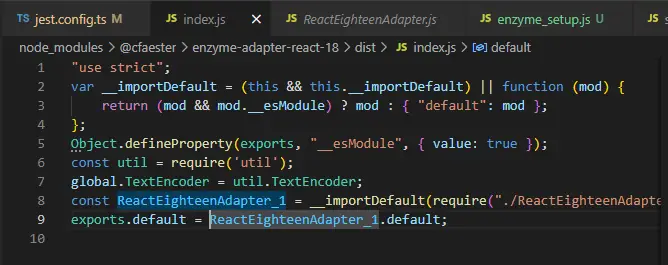 TS jest.config.ts JS index.js × JS ReactEighteenAdapter.js JS enzyme_setup.js U
node_modules > @cfaester > enzyme-adapter-react-18 > dist > JS index.js > default
1 "use strict";
2 var __importDefault = (this && this.__importDefault) || function (mod) {
3 return (mod && mod.__esModule) ? mod : { "default": mod };
4 };
5 Object.defineProperty(exports, "__esModule", { value: true });
6 const util = require('util');
7 global.TextEncoder = util.TextEncoder;
8 const ReactEighteenAdapter_1 = __importDefault(require("./ReactEighteenAdapte
9 exports.default = ReactEighteenAdapter_1.default;
10